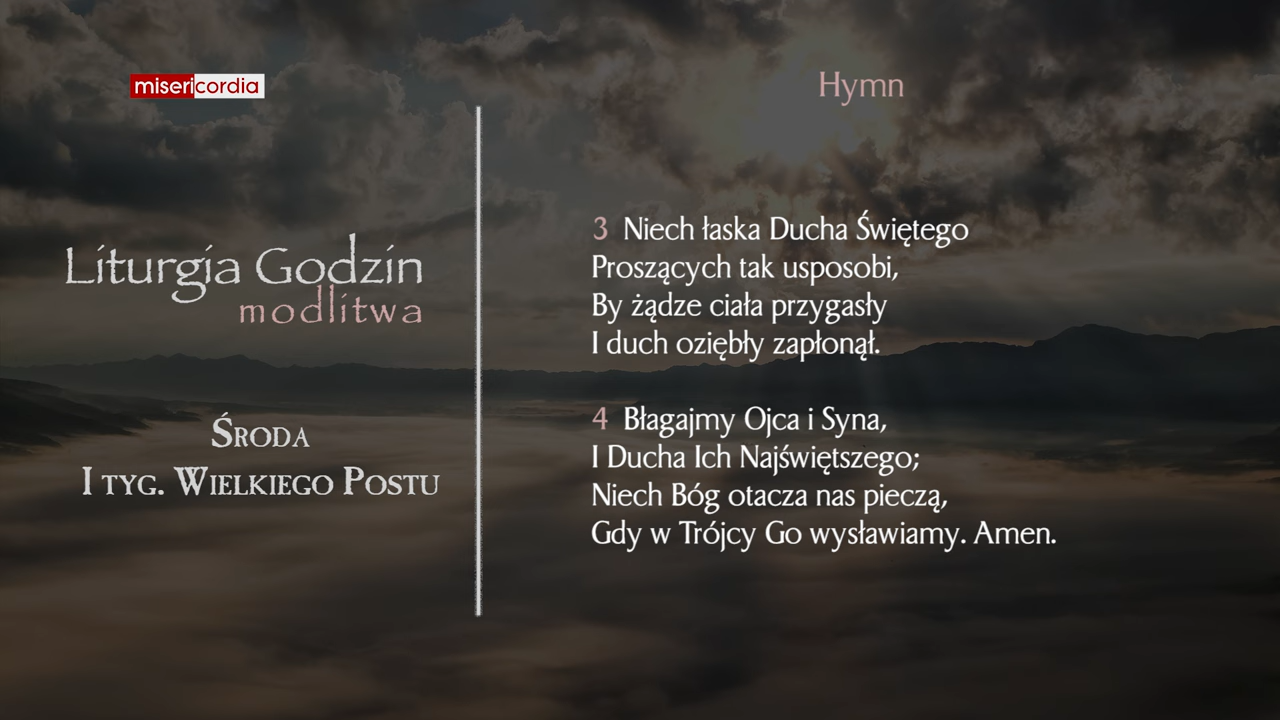 misericordia
Liturgia Godzin
modlitwa
Środa
I tyg. Wielkiego Postu
Hymn
3 Niech łaska Ducha Świętego
Proszących tak usposobi,
By żądze ciała przygasły
I duch oziębły zapłonął.
4 Błagajmy Ojca i Syna,
I Ducha Ich Najświętszego;
Niech Bóg otacza nas pieczą,
Gdy w Trójcy Go wysławiamy. Amen.